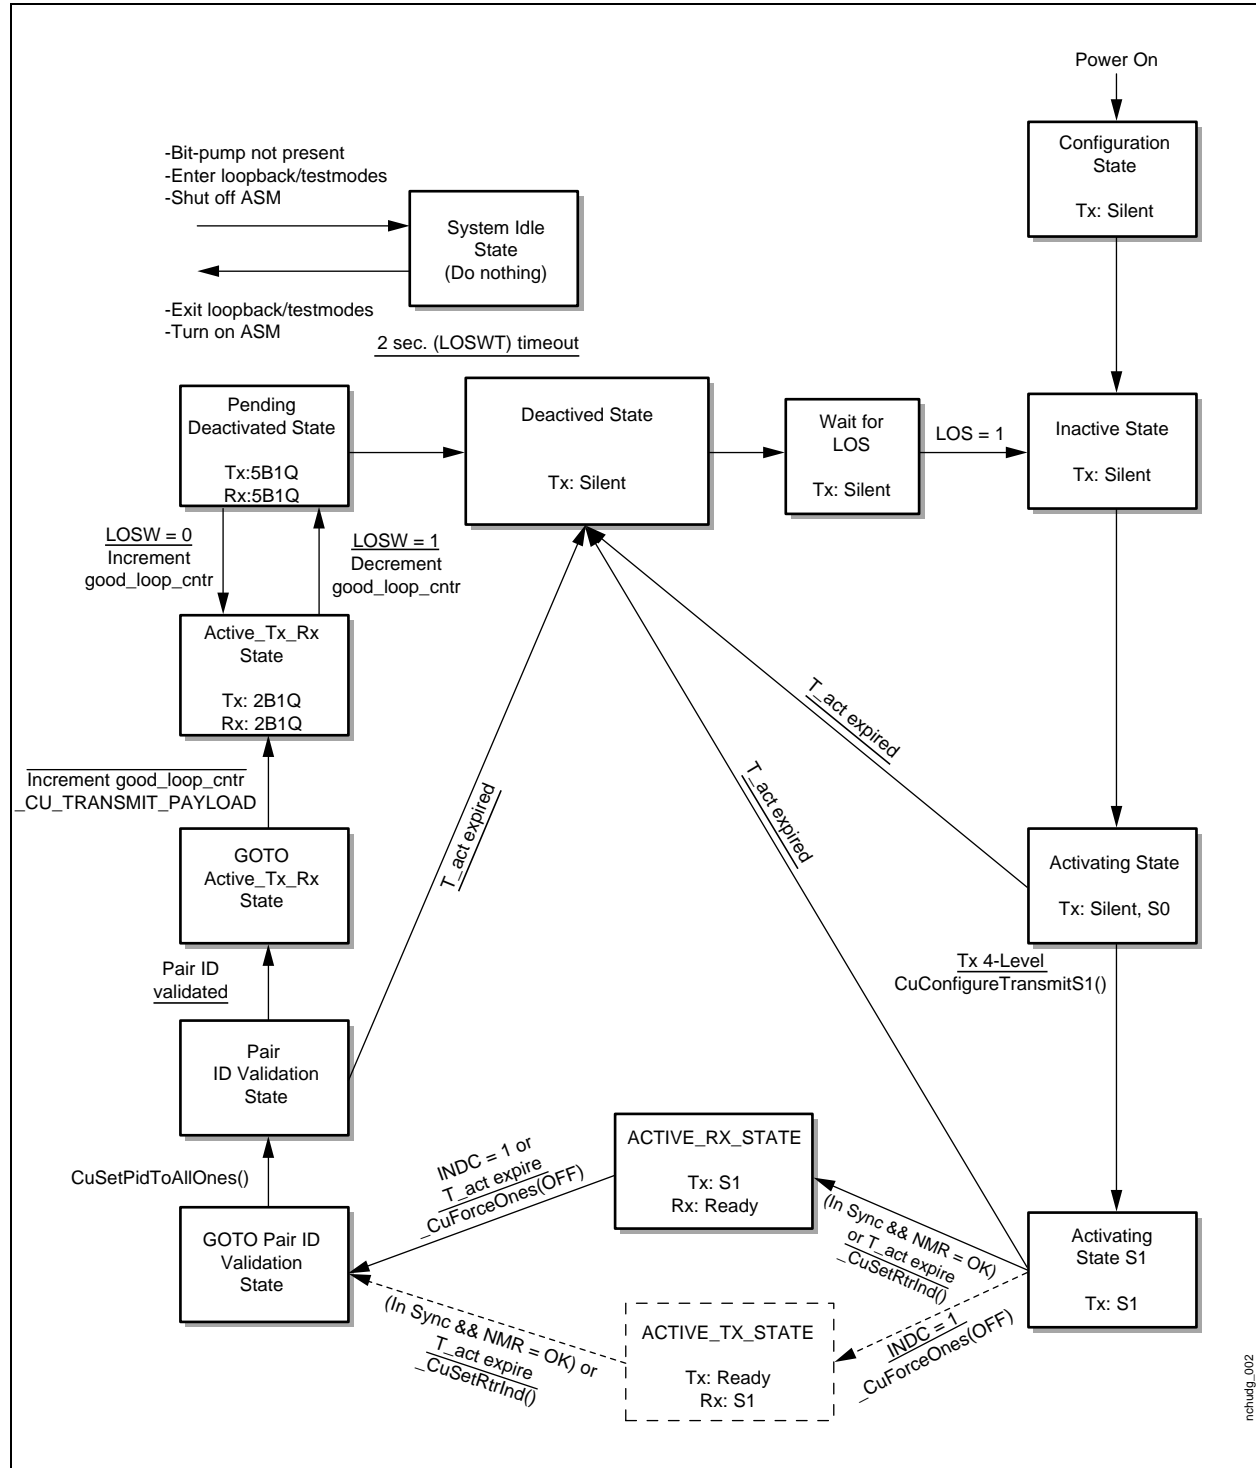 Power On
Configuration
State
Tx: Silent
-Bit-pump not present
-Enter loopback/testmodes
-Shut off ASM
System Idle
State
(Do nothing)
-Exit loopback/testmodes
-Turn on ASM
2 sec. (LOSWT) timeout
Pending
Deactivated State
Tx:5B1Q
Rx:5B1Q
Deactived State
Tx: Silent
Wait for
LOS
Tx: Silent
LOS = 1
Inactive State
Tx: Silent
LOSW = 0
Increment
good_loop_cntr
LOSW = 1
Decrement
good_loop_cntr
Active_Tx_Rx
State
Tx: 2B1Q
Rx: 2B1Q
T_act expired
T_act expired
T_act expired
Increment good_loop_cntr
_CU_TRANSMIT_PAYLOAD
GOTO
Active_Tx_Rx
State
Activating State
Tx: Silent, S0
Tx 4-Level
CuConfigureTransmitS1()
Pair ID
validated
Pair
ID Validation
State
CuSetPidToAllOnes()
GOTO Pair ID
Validation
State
INDC = 1 or
T_act expire
_CuForceOnes(OFF)
ACTIVE_RX_STATE
Tx: S1
Rx: Ready
(In Sync && NMR = OK)
or T_act expire
_CuSetRtrInd()
Activating
State S1
Tx: S1
(In Sync && NMR = OK) or
T_act expire
_CuSetRtrInd()
ACTIVE_TX_STATE
Tx: Ready
Rx: S1
INDC = 1
_CuForceOnes(OFF)
nchudg_002